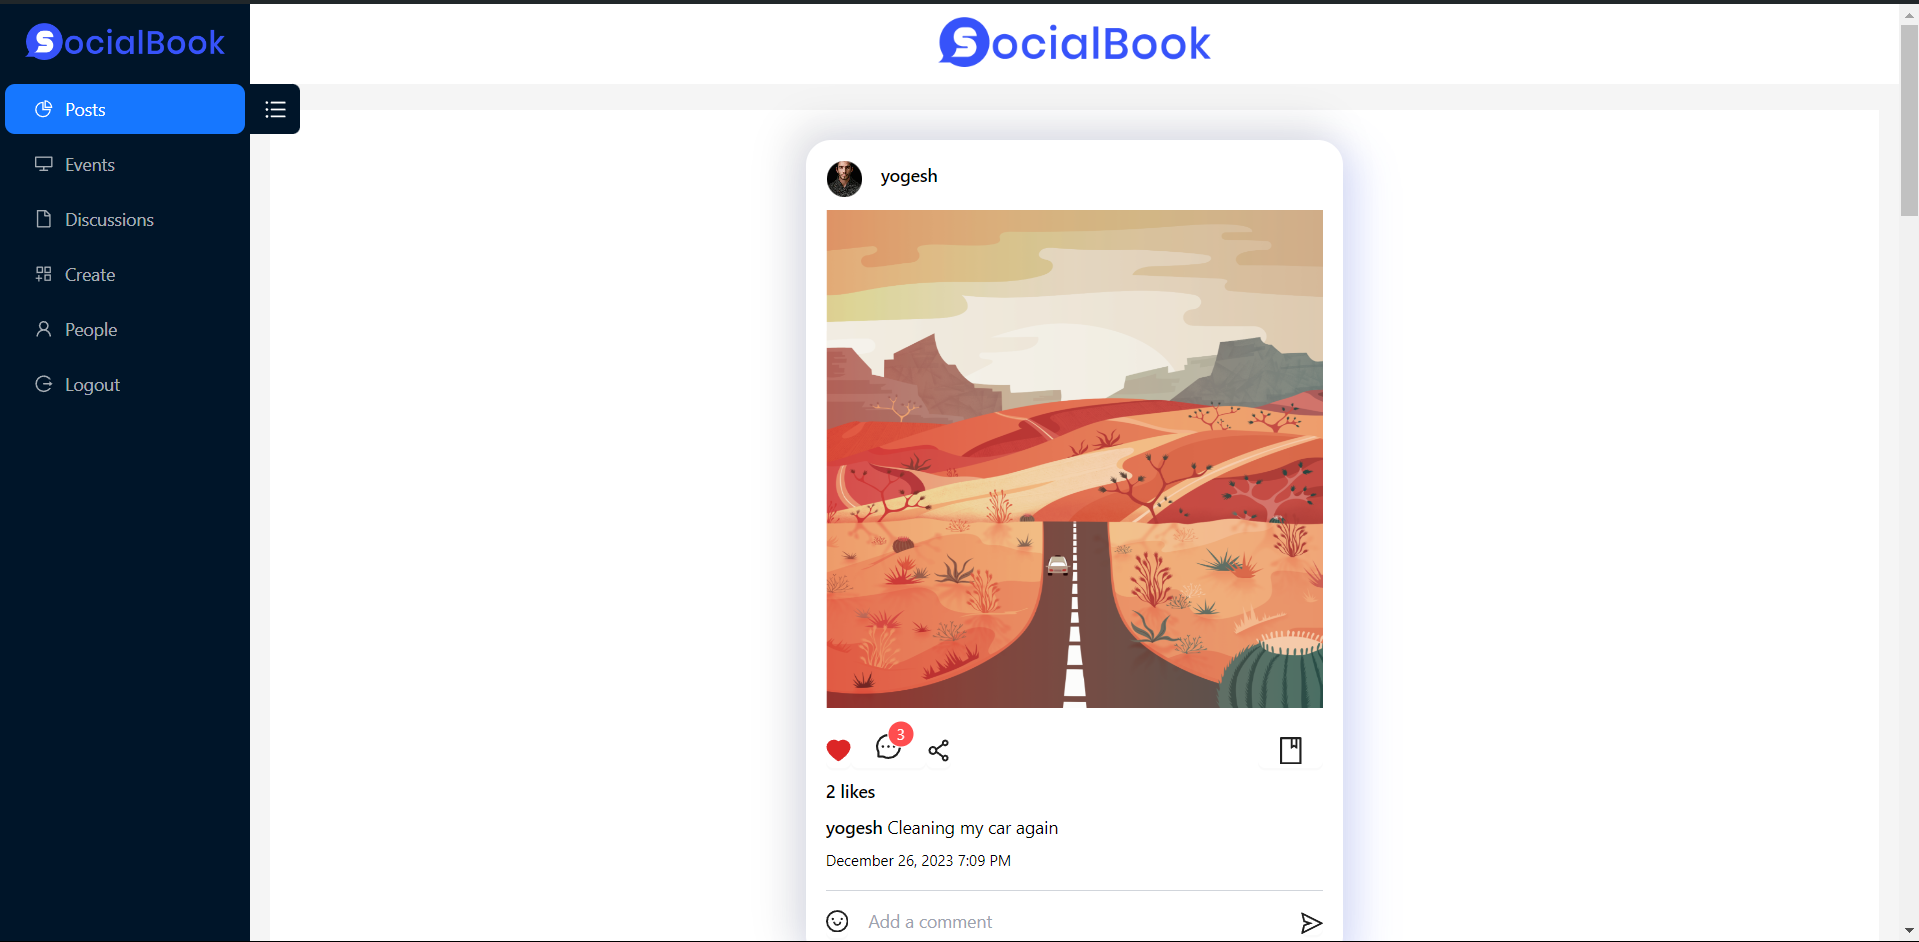 SocialBook
SocialBook
Posts
Events
Discussions
Create
People
Logout
yogesh
3
2 likes
yogesh Cleaning my car again
December 26, 2023 7:09 PM
Add a comment